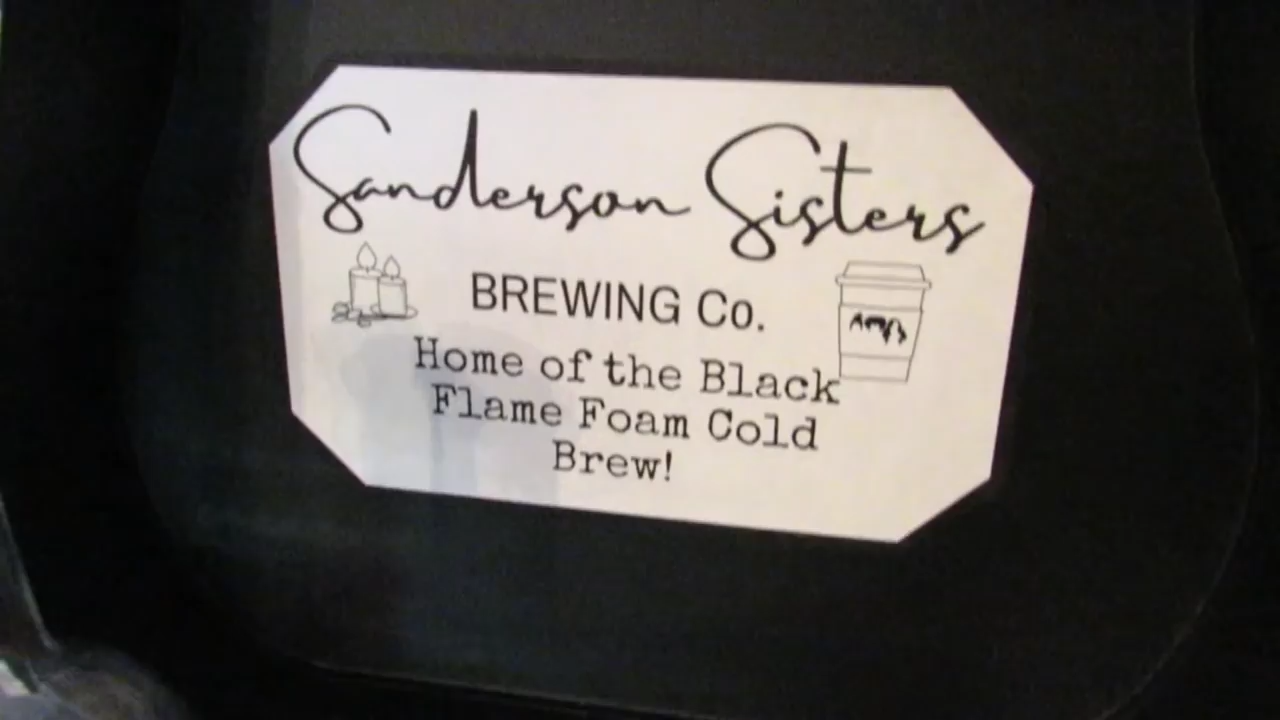 Sanderson Sisters
BREWING Co.
Home of the Black
Flame Foam Cold
Brew!